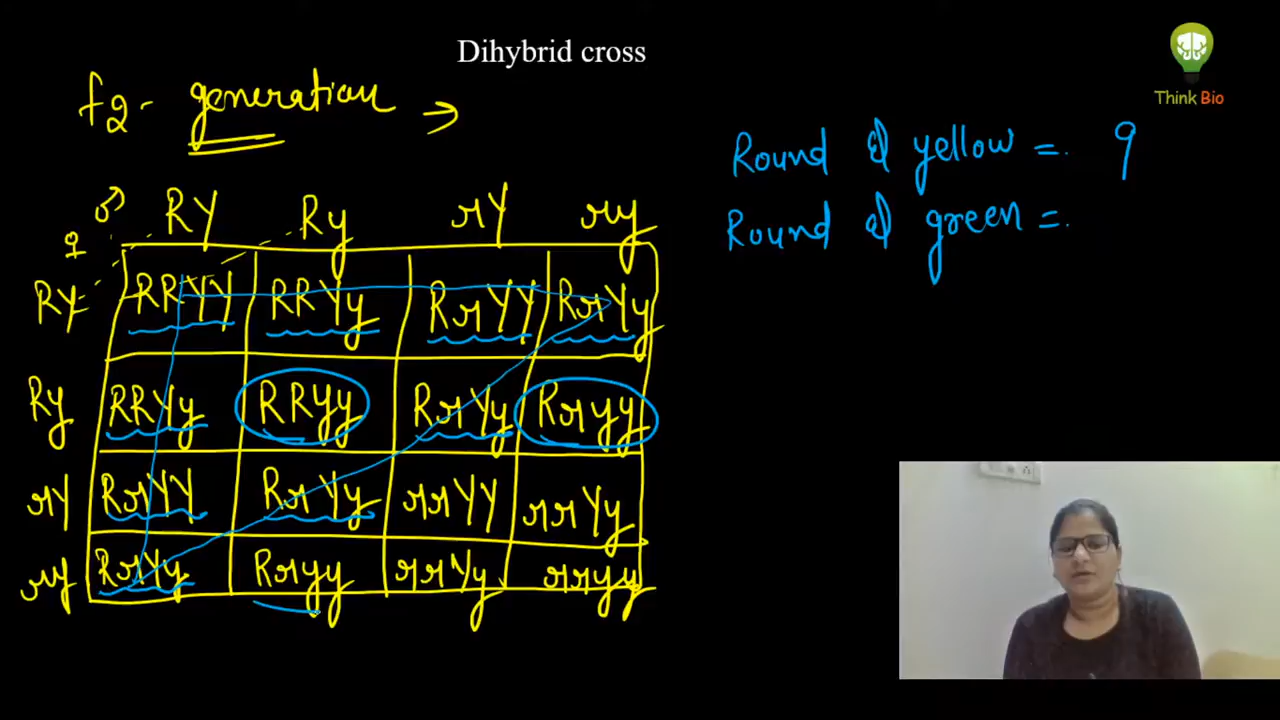 Dihybrid cross
Think Bio
f2- generation →
Round & yellow = 9
Round & green =
♂ RY Ry rY ry
♀
RY RRYY RRYy RrYY RrYy
Ry RRYy RRyy RrYy Rryy
rY RrYY RrYy rrYY rrYy
ry RrYy Rryy rrYy rryy